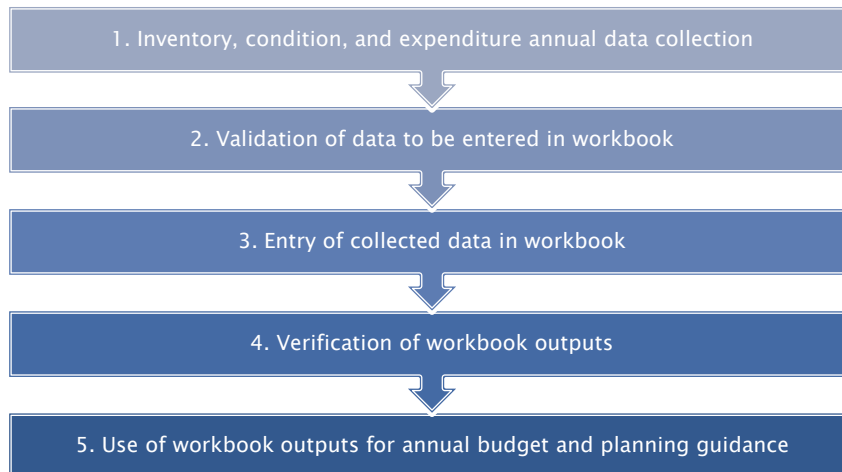 1. Inventory, condition, and expenditure annual data collection
2. Validation of data to be entered in workbook
3. Entry of collected data in workbook
4. Verification of workbook outputs
5. Use of workbook outputs for annual budget and planning guidance